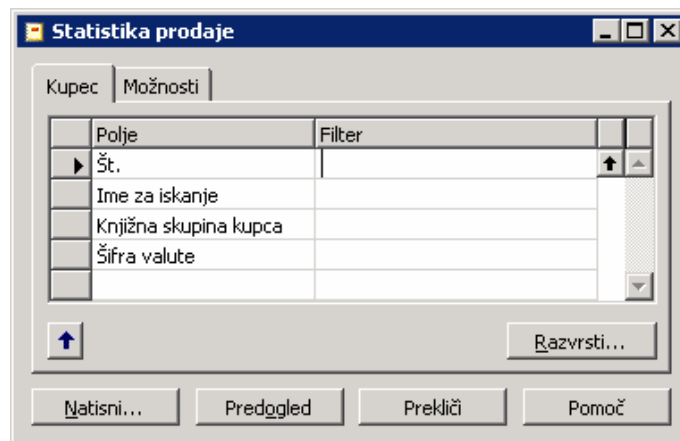 Statistika prodaje
Kupec Možnosti
Polje Filter
Št.
Ime za iskanje
Knjižna skupina kupca
Šifra valute
Razvrsti...
Natisni... Predogled Prekliči Pomoč